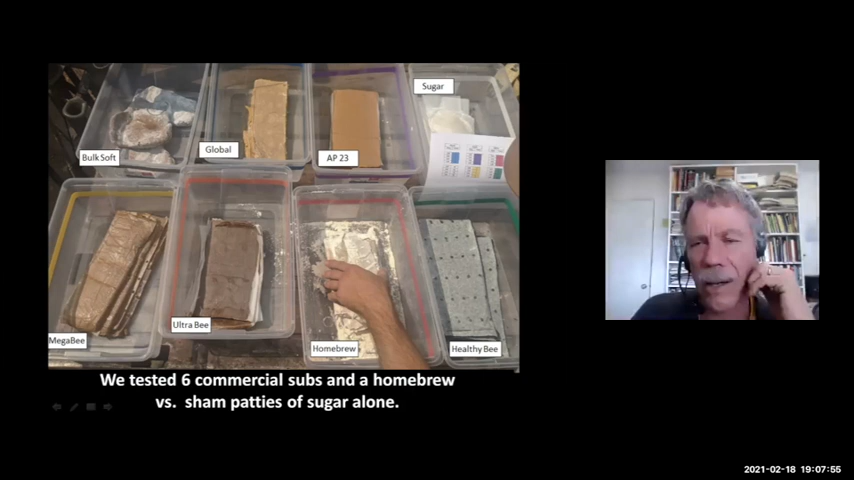 Sugar
Bulk Soft
Global
AP 23
MegaBee
Ultra Bee
Homebrew
Healthy Bee
We tested 6 commercial subs and a homebrew
vs. sham patties of sugar alone.
2021-02-18 19:07:55